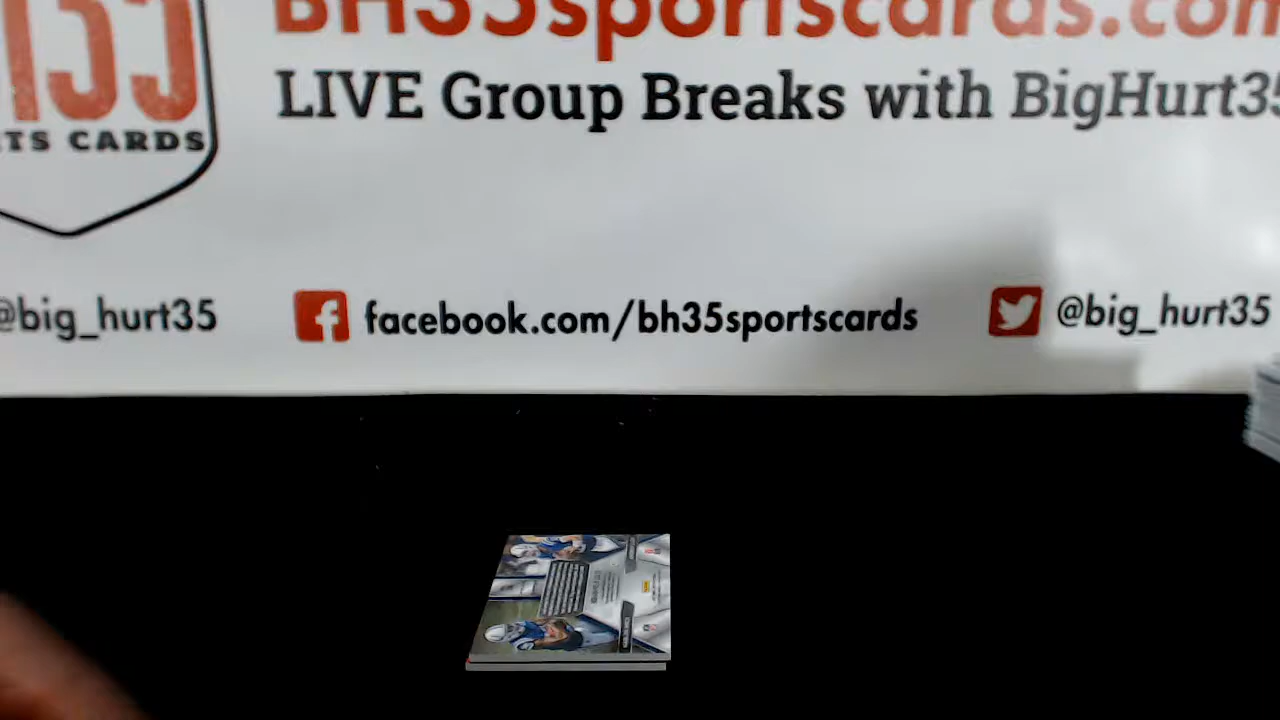 BH35sportscards.com
LIVE Group Breaks with BigHurt35
TS CARDS
@big_hurt35
facebook.com/bh35sportscards
@big_hurt35